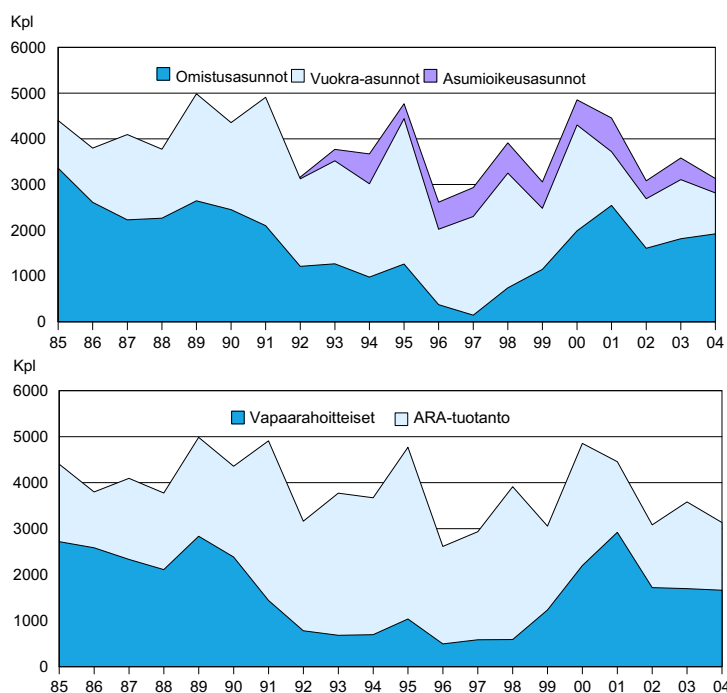 Kpl
6000
Omistusasunnot Vuokra-asunnot Asumioikeusasunnot
5000
4000
3000
2000
1000
0
85 86 87 88 89 90 91 92 93 94 95 96 97 98 99 00 01 02 03 04
Kpl
6000
Vapaarahoitteiset ARA-tuotanto
5000
4000
3000
2000
1000
0
85 86 87 88 89 90 91 92 93 94 95 96 97 98 99 00 01 02 03 04